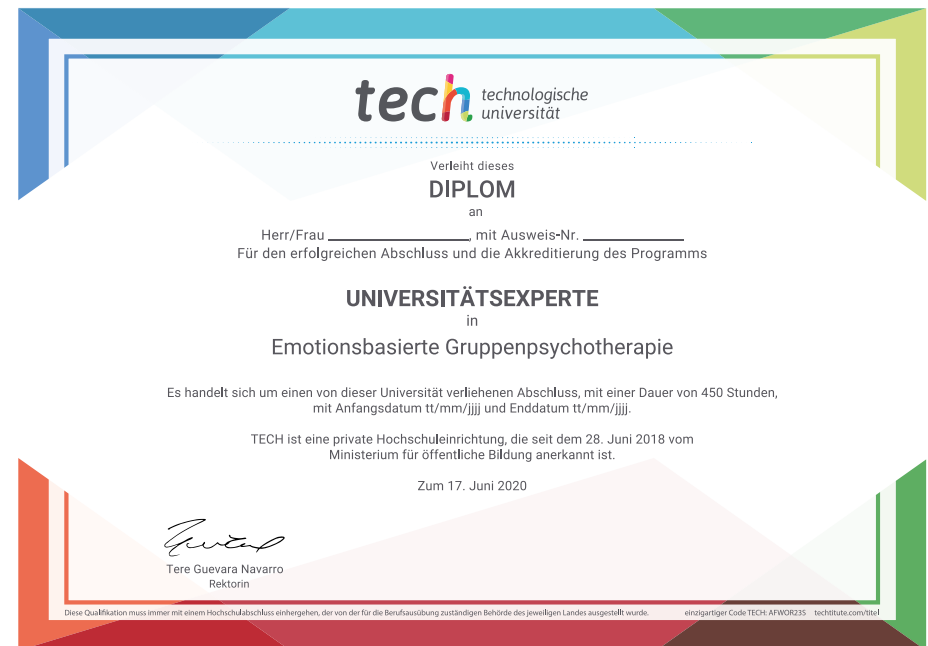 tech technologische
universität
Verleiht dieses
DIPLOM
an
Herr/Frau ____________________, mit Ausweis-Nr. ______________
Für den erfolgreichen Abschluss und die Akkreditierung des Programms
UNIVERSITÄTSEXPERTE
in
Emotionsbasierte Gruppenpsychotherapie
Es handelt sich um einen von dieser Universität verliehenen Abschluss, mit einer Dauer von 450 Stunden,
mit Anfangsdatum tt/mm/jjjj und Enddatum tt/mm/jjjj.
TECH ist eine private Hochschuleinrichtung, die seit dem 28. Juni 2018 vom
Ministerium für öffentliche Bildung anerkannt ist.
Zum 17. Juni 2020
Tere Guevara Navarro
Rektorin
Diese Qualifikation muss immer mit einem Hochschulabschluss einhergehen, der von der für die Berufsausübung zuständigen Behörde des jeweiligen Landes ausgestellt wurde. einzigartiger Code TECH: AFWOR23S techtitute.com/titel